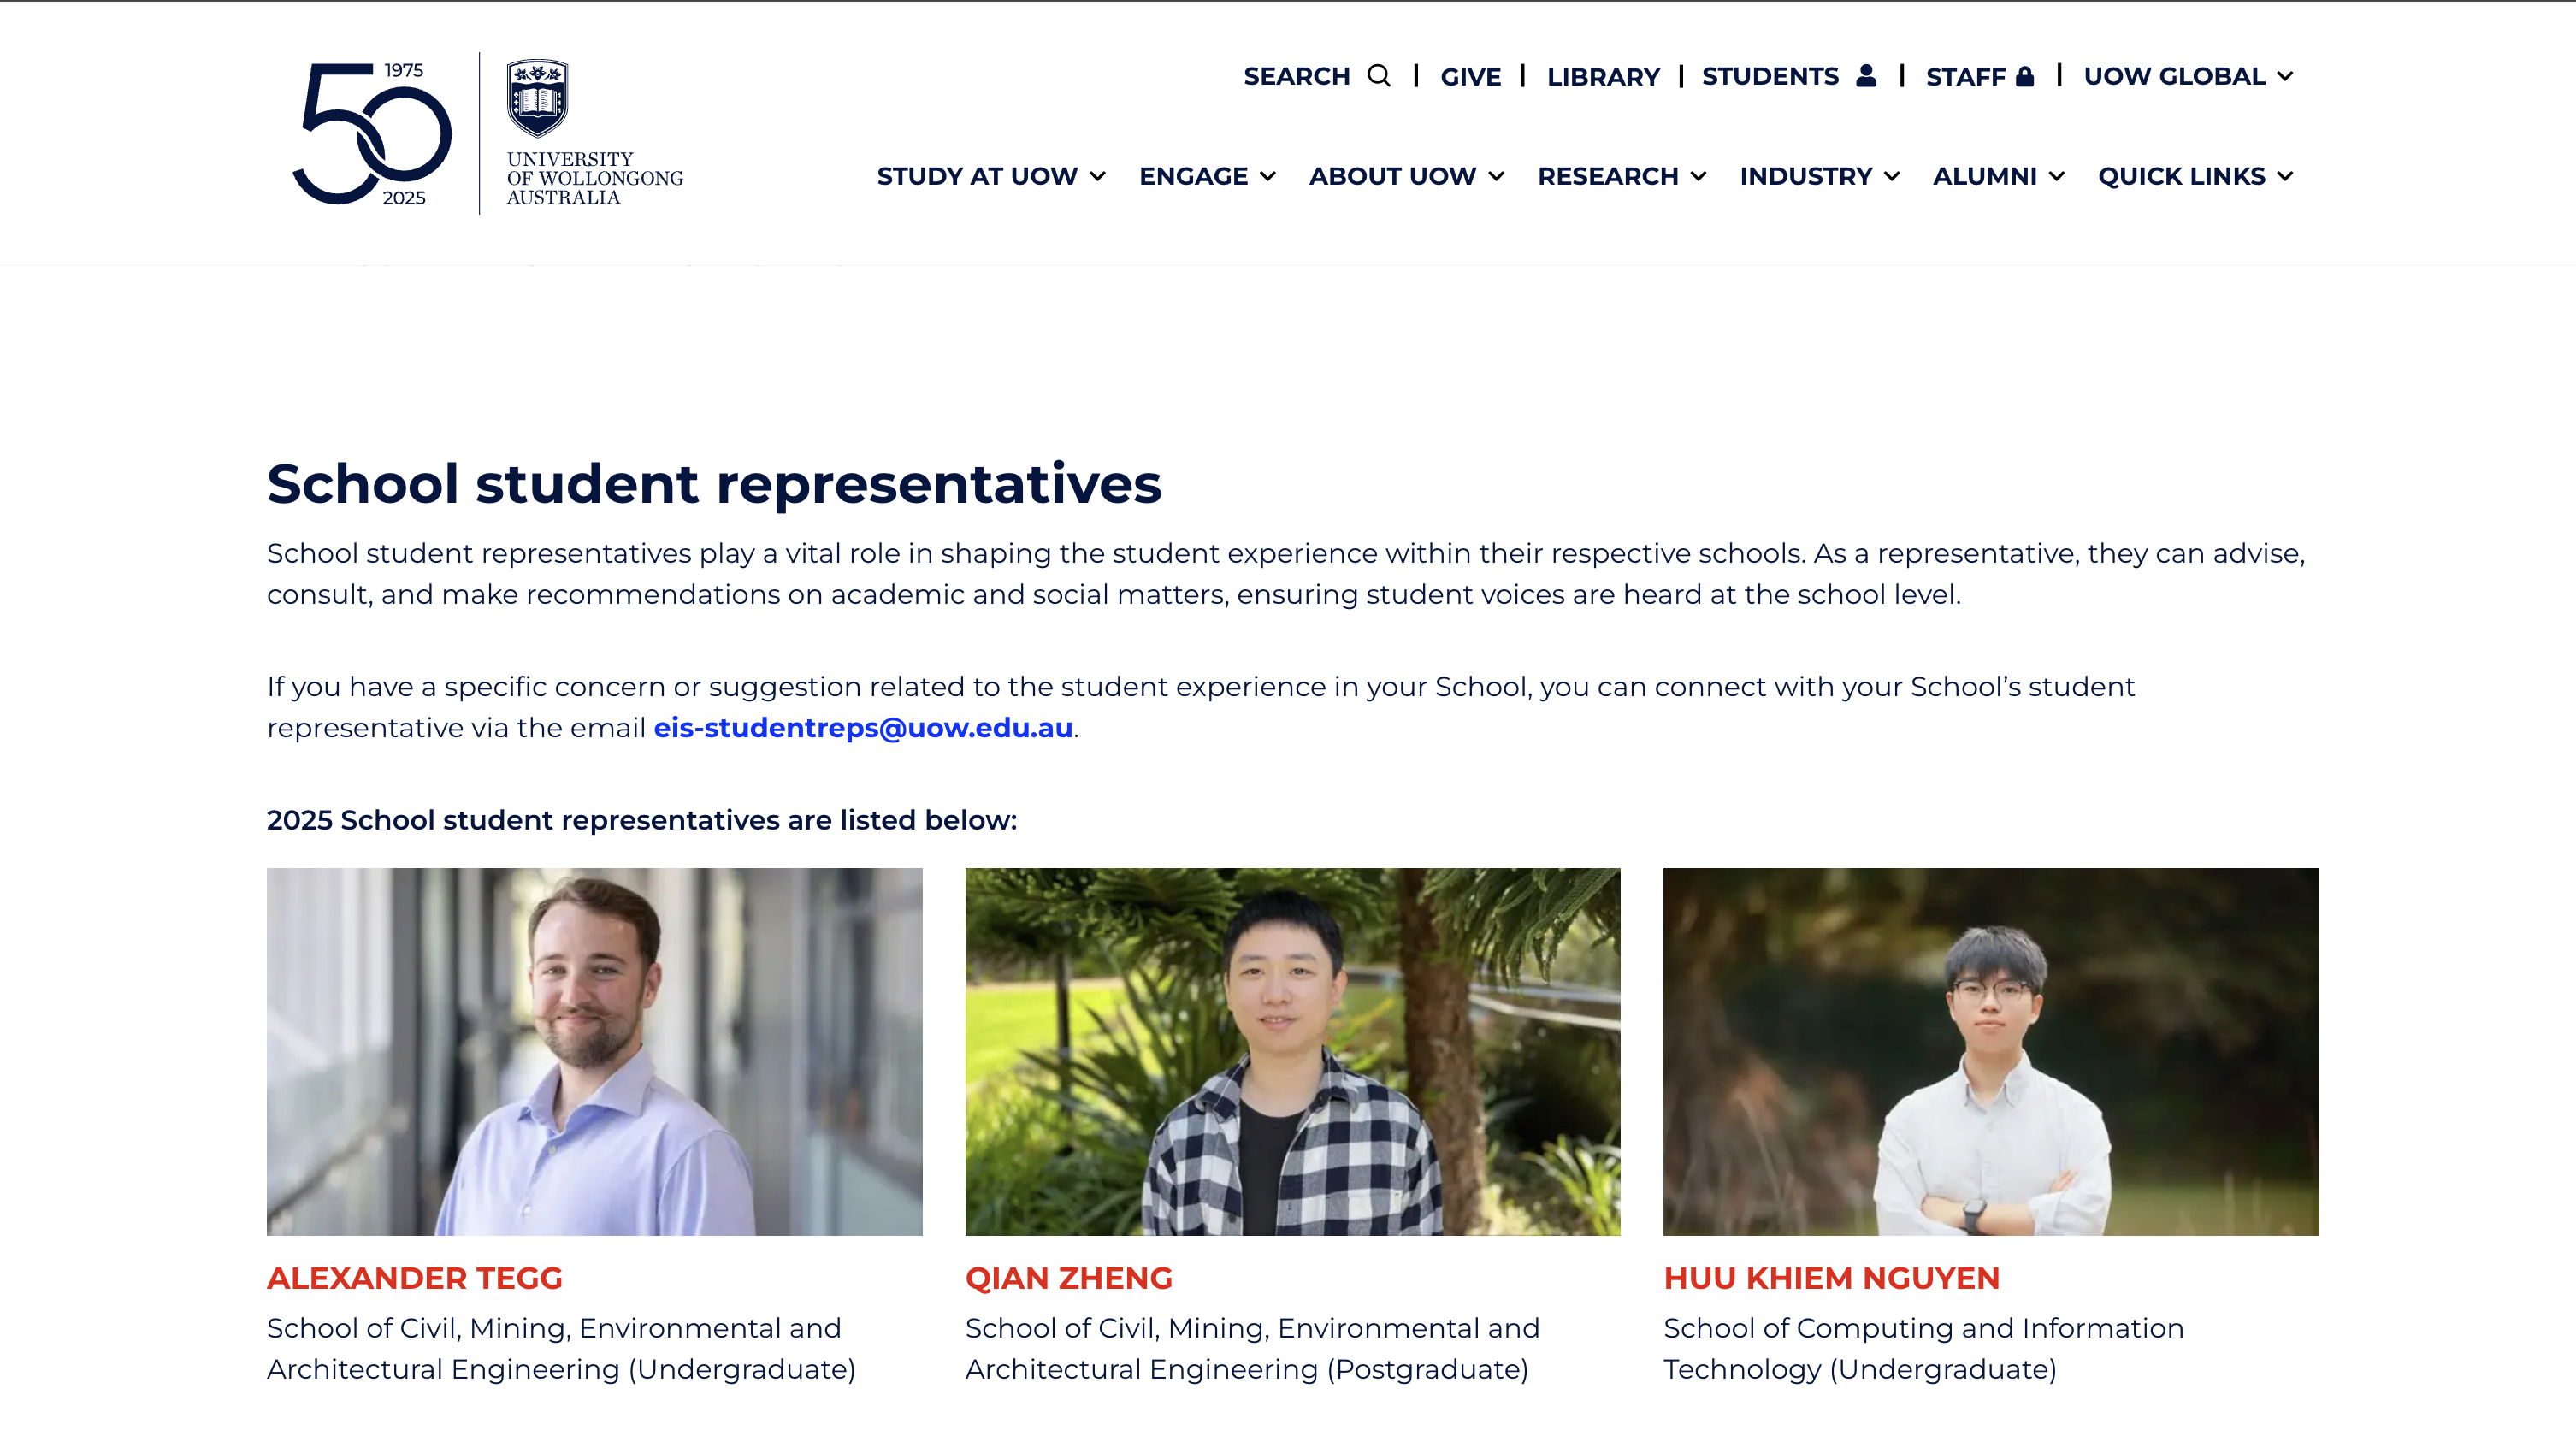 1975
2025
UNIVERSITY
OF WOLLONGONG
AUSTRALIA
SEARCH | GIVE | LIBRARY | STUDENTS | STAFF | UOW GLOBAL
STUDY AT UOW ENGAGE ABOUT UOW RESEARCH INDUSTRY ALUMNI QUICK LINKS
School student representatives
School student representatives play a vital role in shaping the student experience within their respective schools. As a representative, they can advise,
consult, and make recommendations on academic and social matters, ensuring student voices are heard at the school level.
If you have a specific concern or suggestion related to the student experience in your School, you can connect with your School’s student
representative via the email eis-studentreps@uow.edu.au.
2025 School student representatives are listed below:
ALEXANDER TEGG
School of Civil, Mining, Environmental and
Architectural Engineering (Undergraduate)
QIAN ZHENG
School of Civil, Mining, Environmental and
Architectural Engineering (Postgraduate)
HUU KHIEM NGUYEN
School of Computing and Information
Technology (Undergraduate)